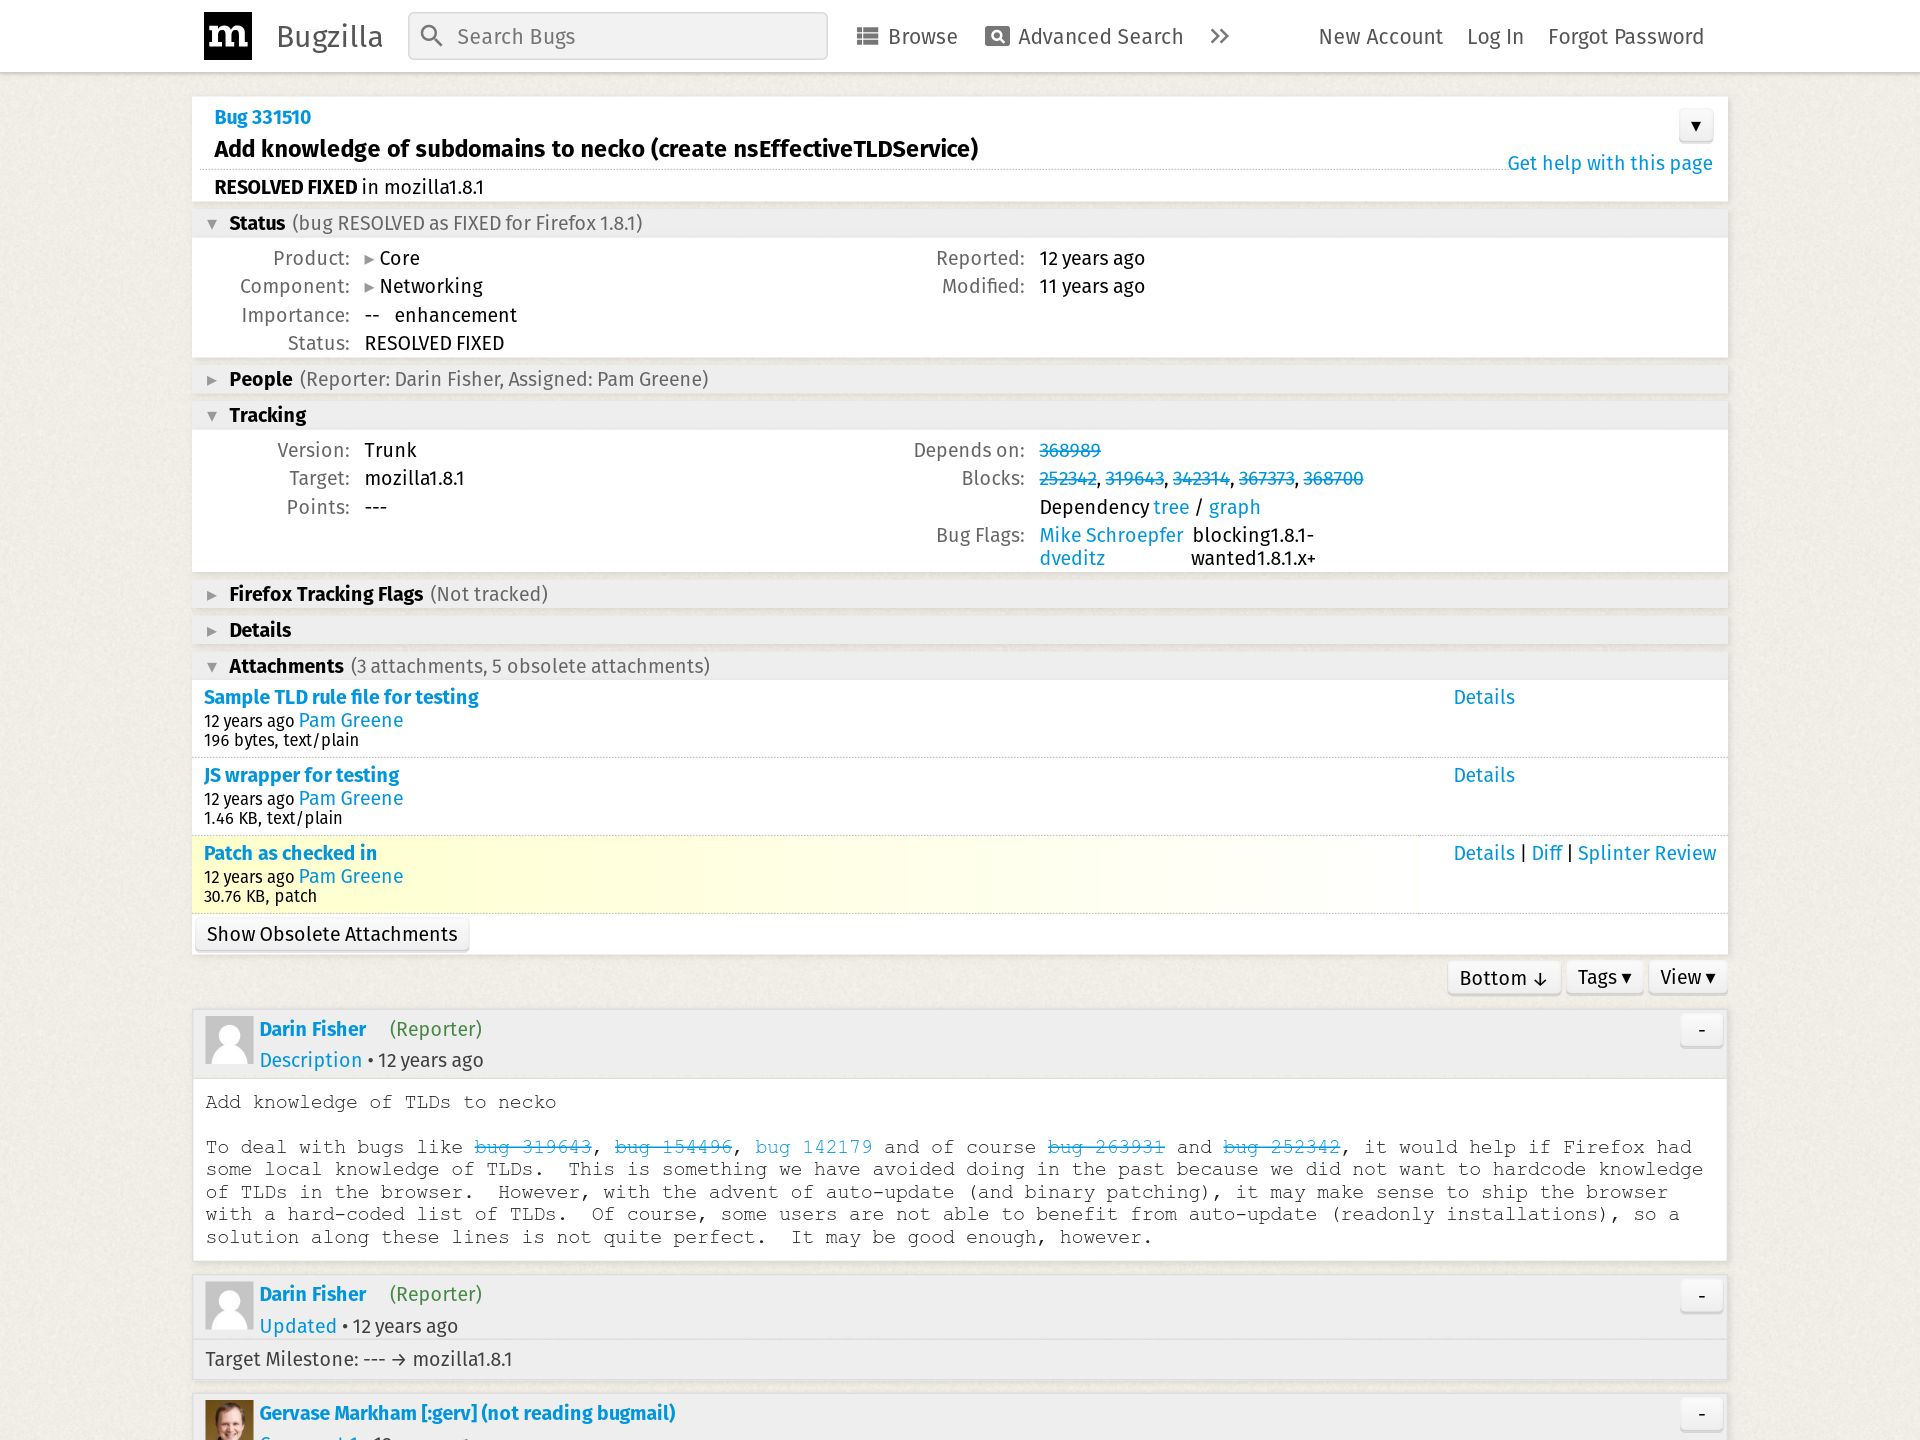 m Bugzilla Search Bugs Browse Advanced Search New Account Log In Forgot Password
Bug 331510
Add knowledge of subdomains to necko (create nsEffectiveTLDService)
Get help with this page
RESOLVED FIXED in mozilla1.8.1
Status (bug RESOLVED as FIXED for Firefox 1.8.1)
Product: Core Reported: 12 years ago
Component: Networking Modified: 11 years ago
Importance: -- enhancement
Status: RESOLVED FIXED
People (Reporter: Darin Fisher, Assigned: Pam Greene)
Tracking
Version: Trunk Depends on: 368989
Target: mozilla1.8.1 Blocks: 252342, 319643, 342314, 367373, 368700
Points: --- Dependency tree / graph
Bug Flags: Mike Schroepfer blocking1.8.1-
dveditz wanted1.8.1.x+
Firefox Tracking Flags (Not tracked)
Details
Attachments (3 attachments, 5 obsolete attachments)
Sample TLD rule file for testing Details
12 years ago Pam Greene
196 bytes, text/plain
JS wrapper for testing Details
12 years ago Pam Greene
1.46 KB, text/plain
Patch as checked in Details | Diff | Splinter Review
12 years ago Pam Greene
30.76 KB, patch
Show Obsolete Attachments
Bottom ↓ Tags ▾ View ▾
Darin Fisher (Reporter) -
Description • 12 years ago
Add knowledge of TLDs to necko
To deal with bugs like bug 319643, bug 154496, bug 142179 and of course bug 263931 and bug 252342, it would help if Firefox had
some local knowledge of TLDs.  This is something we have avoided doing in the past because we did not want to hardcode knowledge
of TLDs in the browser.  However, with the advent of auto-update (and binary patching), it may make sense to ship the browser
with a hard-coded list of TLDs.  Of course, some users are not able to benefit from auto-update (readonly installations), so a
solution along these lines is not quite perfect.  It may be good enough, however.
Darin Fisher (Reporter) -
Updated • 12 years ago
Target Milestone: --- → mozilla1.8.1
Gervase Markham [:gerv] (not reading bugmail) -